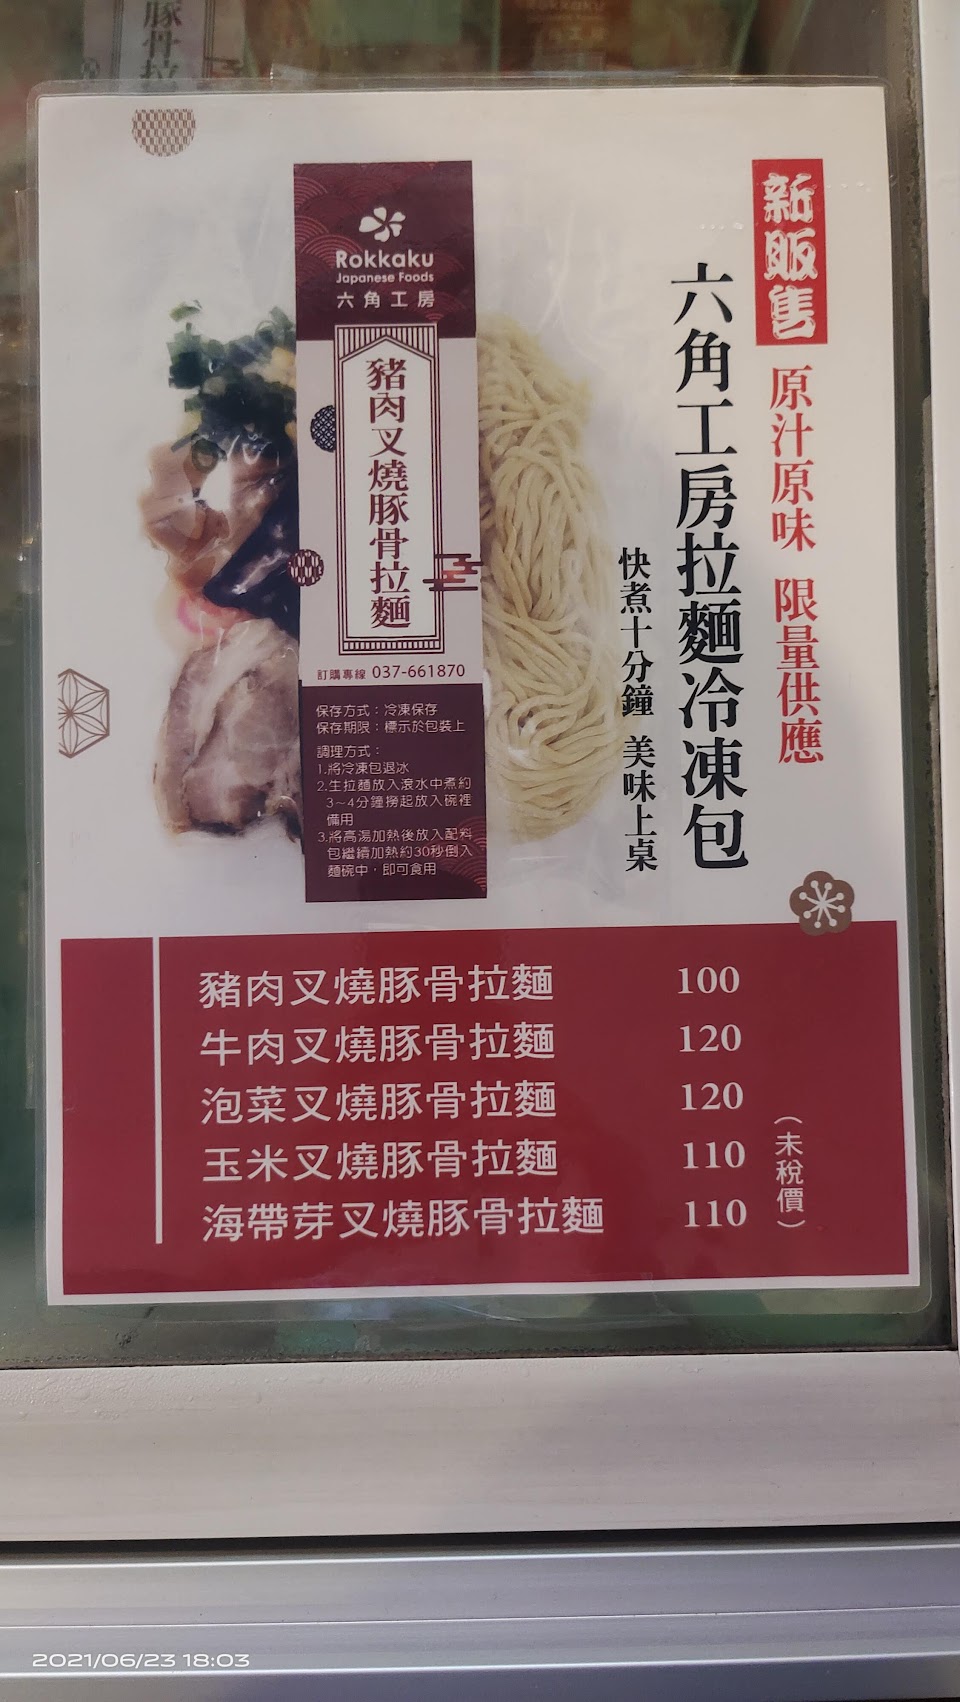 豚骨拉
Rokkaku
新販售
原汁原味 限量供應
六角工房拉麵冷凍包
快煮十分鐘 美味上桌
Rokkaku
Japanese Foods
六角工房
豬肉叉燒豚骨拉麵
訂購專線 037-661870
保存方式：冷凍保存
保存期限：標示於包裝上
調理方式：
1.將冷凍包退冰
2.生拉麵放入滾水中煮約
3～4分鐘撈起放入碗裡
備用
3.將高湯加熱後放入配料
包繼續加熱約30秒倒入
麵碗中，即可食用
豬肉叉燒豚骨拉麵 100
牛肉叉燒豚骨拉麵 120
泡菜叉燒豚骨拉麵 120
玉米叉燒豚骨拉麵 110
海帶芽叉燒豚骨拉麵 110
（未稅價）
2021/06/23 18:03